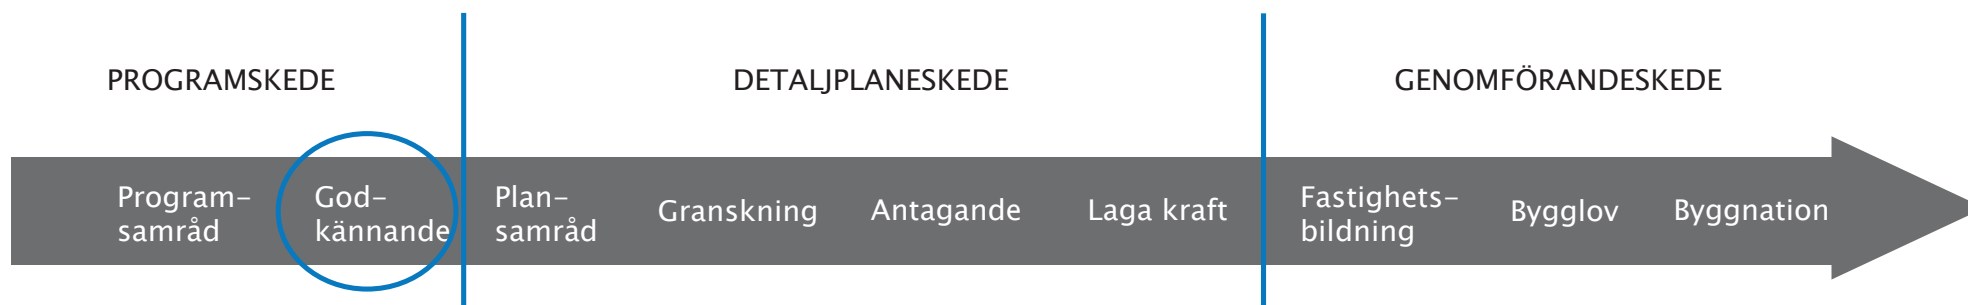 PROGRAMSKEDE
DETALJPLANESKEDE
GENOMFÖRANDESKEDE
Program-
samråd
God-
kännande
Plan-
samråd
Granskning
Antagande
Laga kraft
Fastighets-
bildning
Bygglov
Byggnation